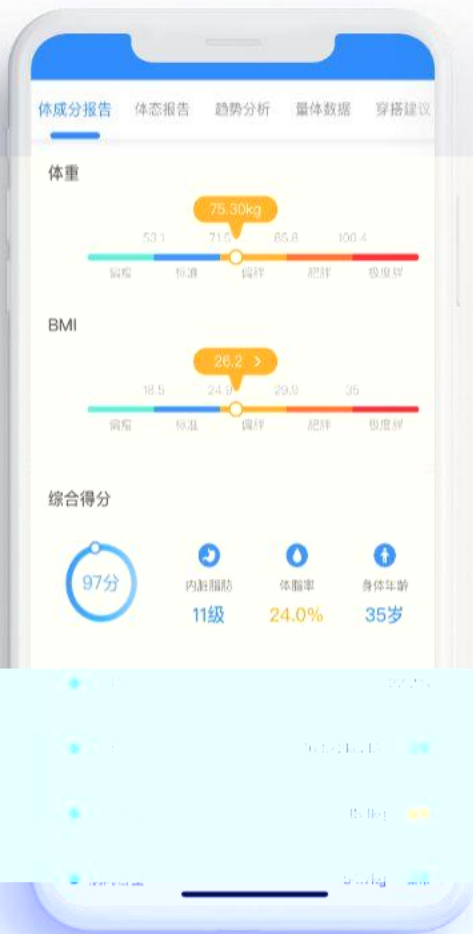 体成分报告 体态报告 趋势分析 量体数据 穿搭建议
体重
75.30kg
53.1 71.5 85.8 100.4
偏瘦 标准 偏胖 肥胖 极度胖
BMI
26.2 >
18.5 24.9 29.9 35
偏瘦 标准 偏胖 肥胖 极度胖
综合得分
97分
内脏脂肪 体脂率 身体年龄
11级 24.0% 35岁